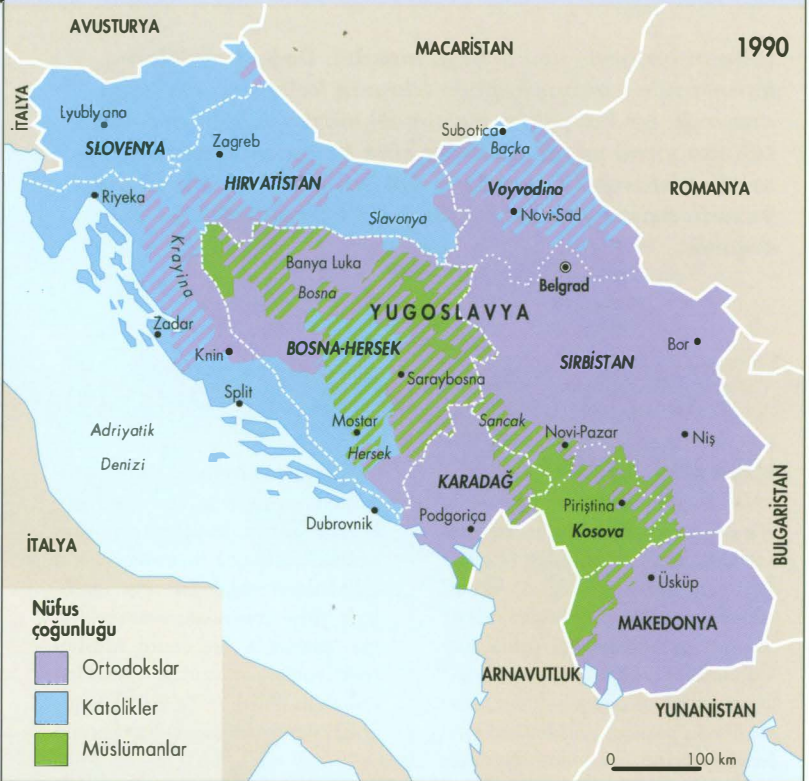 AVUSTURYA
MACARİSTAN
1990
İTALYA
Lyublyana
SLOVENYA
Zagreb
Subotica
Baçka
HIRVATİSTAN
Voyvodina
ROMANYA
Riyeka
Novi-Sad
Slavonya
Krayina
Banya Luka
Bosna
Belgrad
YUGOSLAVYA
Zadar
Knin
BOSNA-HERSEK
SIRBİSTAN
Bor
Saraybosna
Split
Mostar
Sancak
Novi-Pazar
Niş
Adriyatik
Denizi
Hersek
KARADAĞ
Piriştina
Kosova
BULGARİSTAN
Dubrovnik
Podgoriça
İTALYA
Üsküp
MAKEDONYA
ARNAVUTLUK
YUNANİSTAN
Nüfus
çoğunluğu
Ortodokslar
Katolikler
Müslümanlar
0 100 km